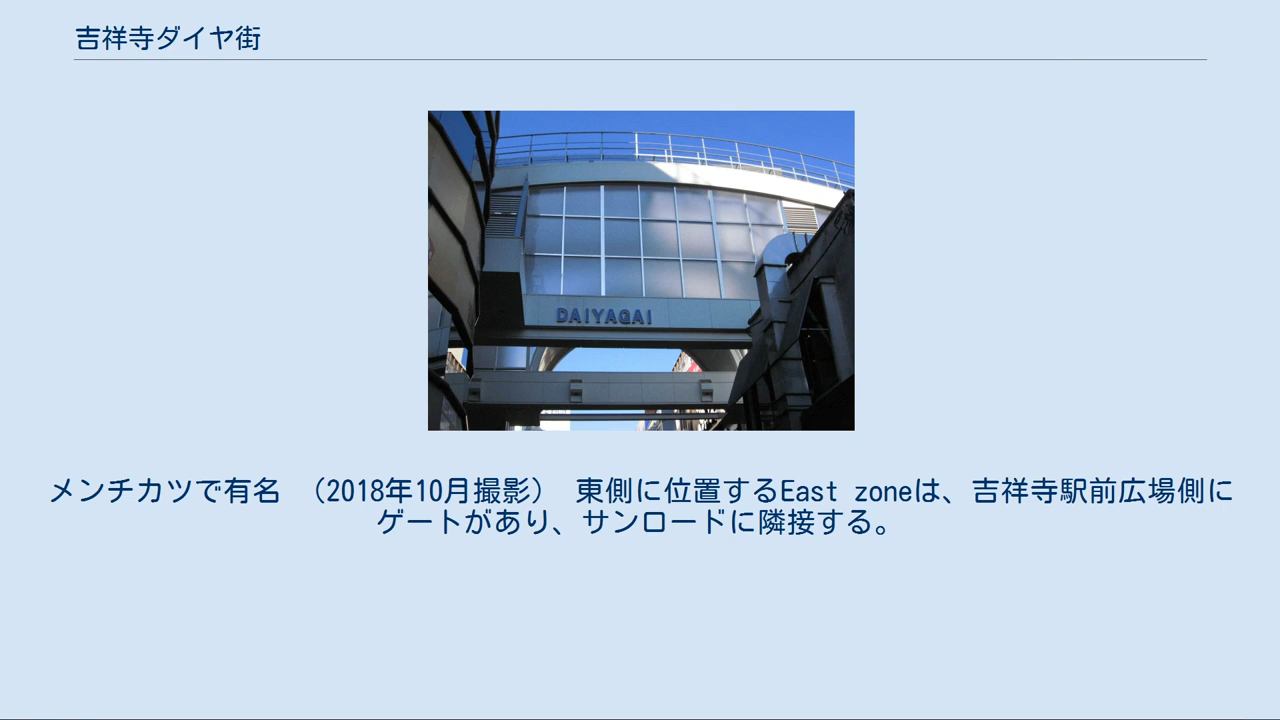 吉祥寺ダイヤ街
DAIYAGAI
メンチカツで有名 （2018年10月撮影） 東側に位置するEast zoneは、吉祥寺駅前広場側に
ゲートがあり、サンロードに隣接する。